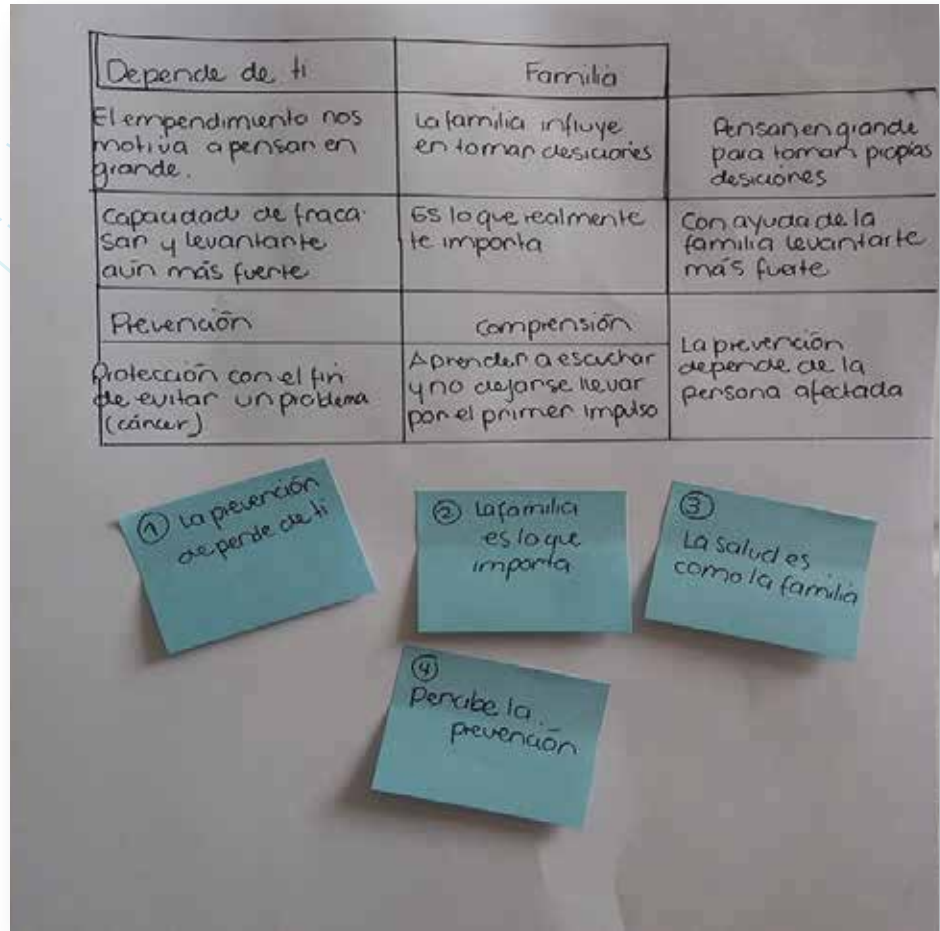 Depende de ti
Familia
El empendimiento nos
motiva a pensar en
grande.
La familia influye
en tomar desiciones
Pensar en grande
para tomar propias
desiciones
Capacidad de fraca-
sar y levantante
aún más fuerte
Es lo que realmente
te importa
Con ayuda de la
familia levantarte
más fuerte
Prevención
Comprensión
La prevención
depende de la
persona afectada
Protección con el fin
de evitar un problema
(cáncer)
Aprender a escuchar
y no dejarse llevar
por el primer impulso
① La prevención
depende de ti
② La familia
es lo que
importa
③
La salud es
como la familia
④
Percibe la
prevención